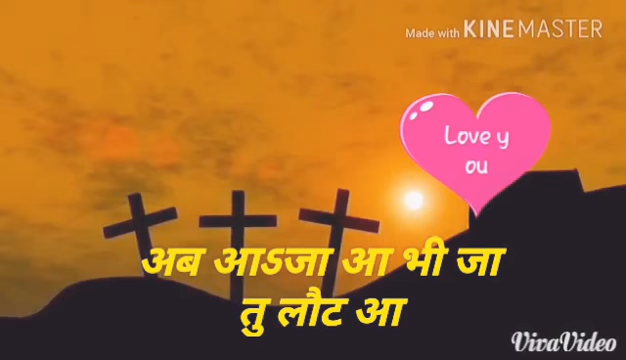 Made with KINEMASTER
Love y
ou
अब आऽजा आ भी जा
तु लौट आ
VivaVideo